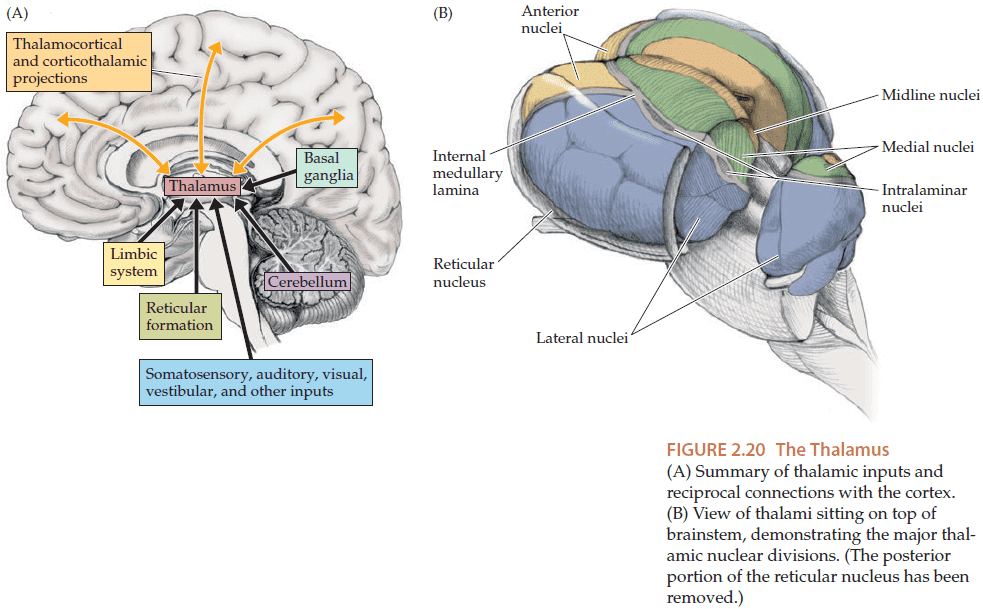 (A)
Thalamocortical
and corticothalamic
projections
Thalamus
Basal
ganglia
Limbic
system
Cerebellum
Reticular
formation
Somatosensory, auditory, visual,
vestibular, and other inputs
(B)
Anterior
nuclei
Midline nuclei
Medial nuclei
Internal
medullary
lamina
Intralaminar
nuclei
Reticular
nucleus
Lateral nuclei
FIGURE 2.20 The Thalamus
(A) Summary of thalamic inputs and
reciprocal connections with the cortex.
(B) View of thalami sitting on top of
brainstem, demonstrating the major thal-
amic nuclear divisions. (The posterior
portion of the reticular nucleus has been
removed.)